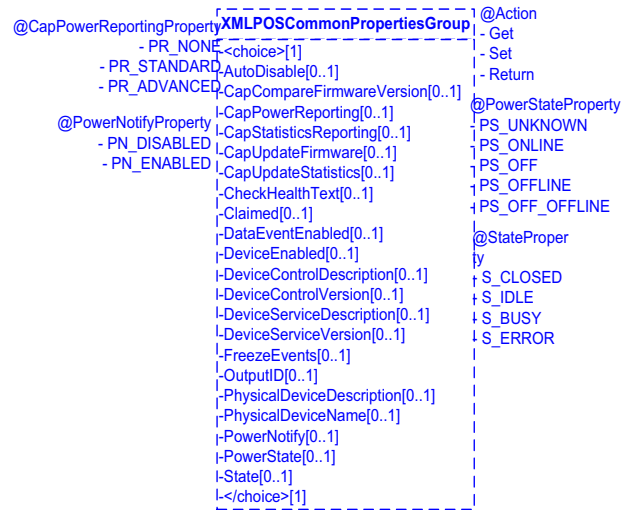 @CapPowerReportingProperty
- PR_NONE
- PR_STANDARD
- PR_ADVANCED
@PowerNotifyProperty
- PN_DISABLED
- PN_ENABLED
XMLPOSCommonPropertiesGroup
-<choice>[1]
-AutoDisable[0..1]
-CapCompareFirmwareVersion[0..1]
-CapPowerReporting[0..1]
-CapStatisticsReporting[0..1]
-CapUpdateFirmware[0..1]
-CapUpdateStatistics[0..1]
-CheckHealthText[0..1]
-Claimed[0..1]
-DataEventEnabled[0..1]
-DeviceEnabled[0..1]
-DeviceControlDescription[0..1]
-DeviceControlVersion[0..1]
-DeviceServiceDescription[0..1]
-DeviceServiceVersion[0..1]
-FreezeEvents[0..1]
-OutputID[0..1]
-PhysicalDeviceDescription[0..1]
-PhysicalDeviceName[0..1]
-PowerNotify[0..1]
-PowerState[0..1]
-State[0..1]
-</choice>[1]
@Action
- Get
- Set
- Return
@PowerStateProperty
- PS_UNKNOWN
- PS_ONLINE
- PS_OFF
- PS_OFFLINE
- PS_OFF_OFFLINE
@StateProper
ty
- S_CLOSED
- S_IDLE
- S_BUSY
- S_ERROR